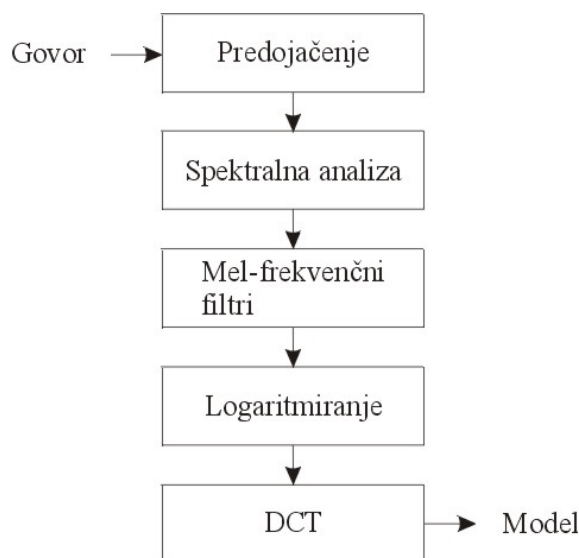 Govor
Predojačenje
Spektralna analiza
Mel-frekvenčni
filtri
Logaritmiranje
DCT
Model